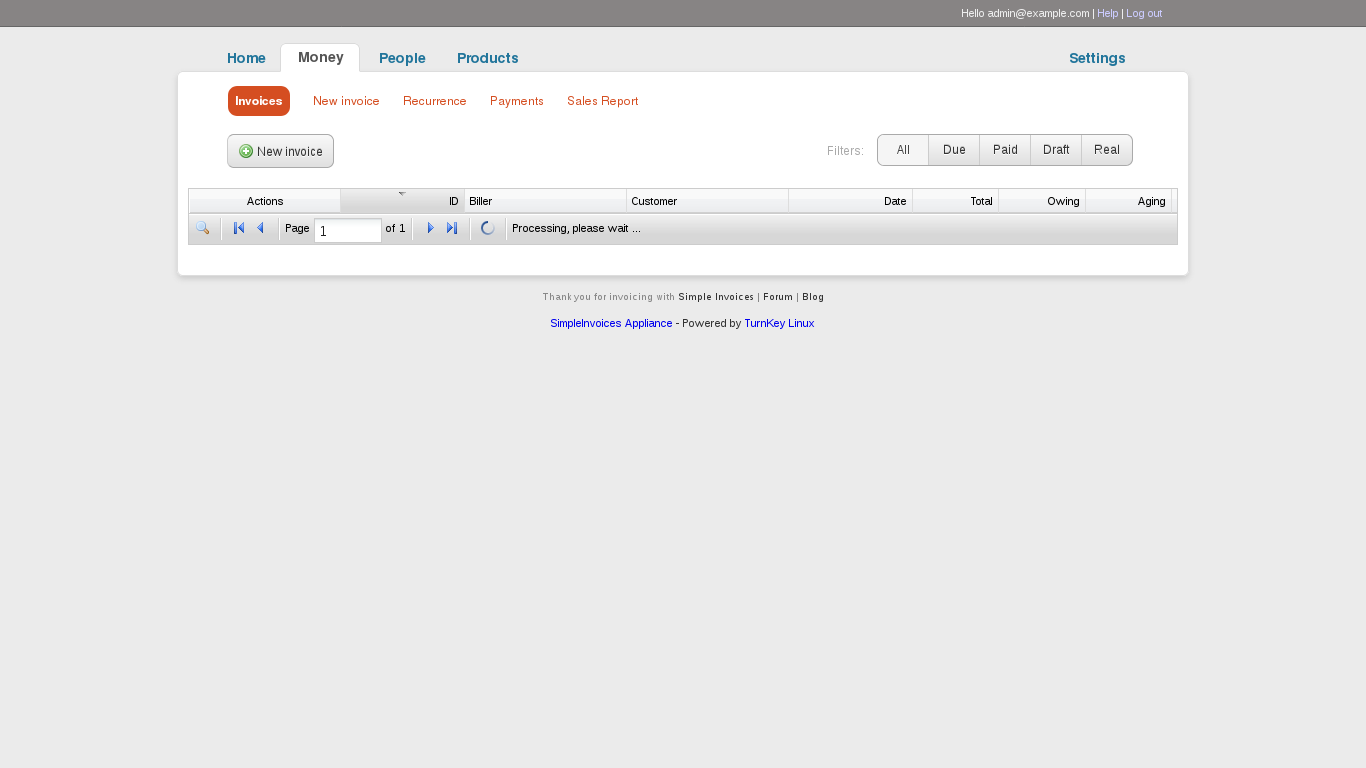 Hello admin@example.com | Help | Log out
Home Money People Products Settings
Invoices New invoice Recurrence Payments Sales Report
New invoice Filters: All Due Paid Draft Real
Actions ID Biller Customer Date Total Owing Aging
Page 1 of 1 Processing, please wait ...
Thank you for invoicing with Simple Invoices | Forum | Blog
SimpleInvoices Appliance - Powered by TurnKey Linux